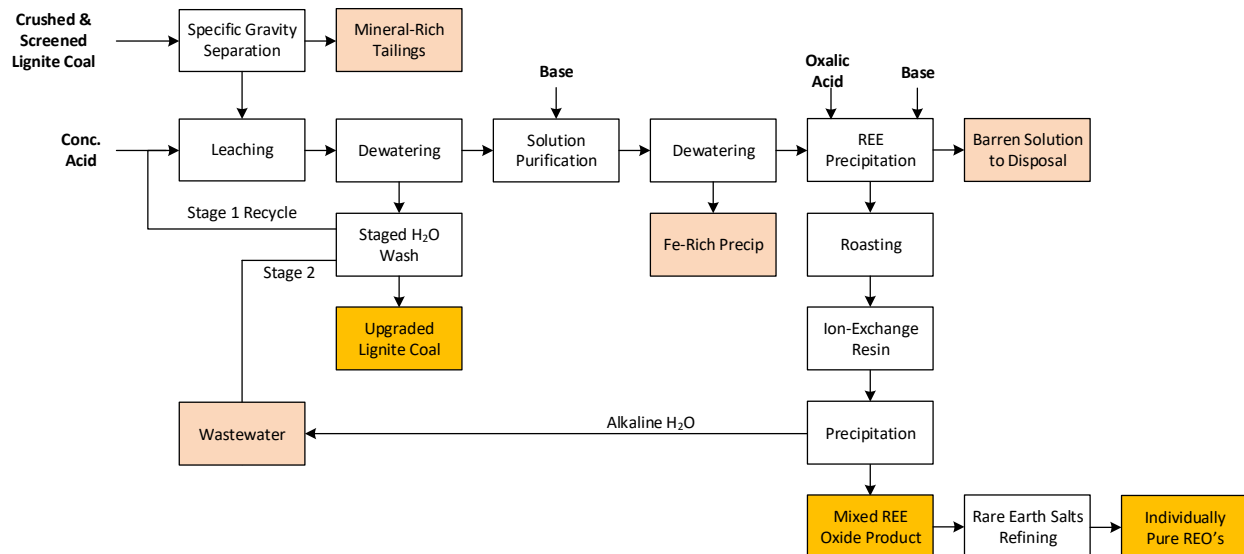 Crushed &
Screened
Lignite Coal
Specific Gravity
Separation
Mineral-Rich
Tailings
Base
Oxalic
Acid
Base
Conc.
Acid
Leaching
Dewatering
Solution
Purification
Dewatering
REE
Precipitation
Barren Solution
to Disposal
Stage 1 Recycle
Staged H₂O
Wash
Fe-Rich Precip
Roasting
Stage 2
Upgraded
Lignite Coal
Ion-Exchange
Resin
Wastewater
Alkaline H₂O
Precipitation
Mixed REE
Oxide Product
Rare Earth Salts
Refining
Individually
Pure REO’s